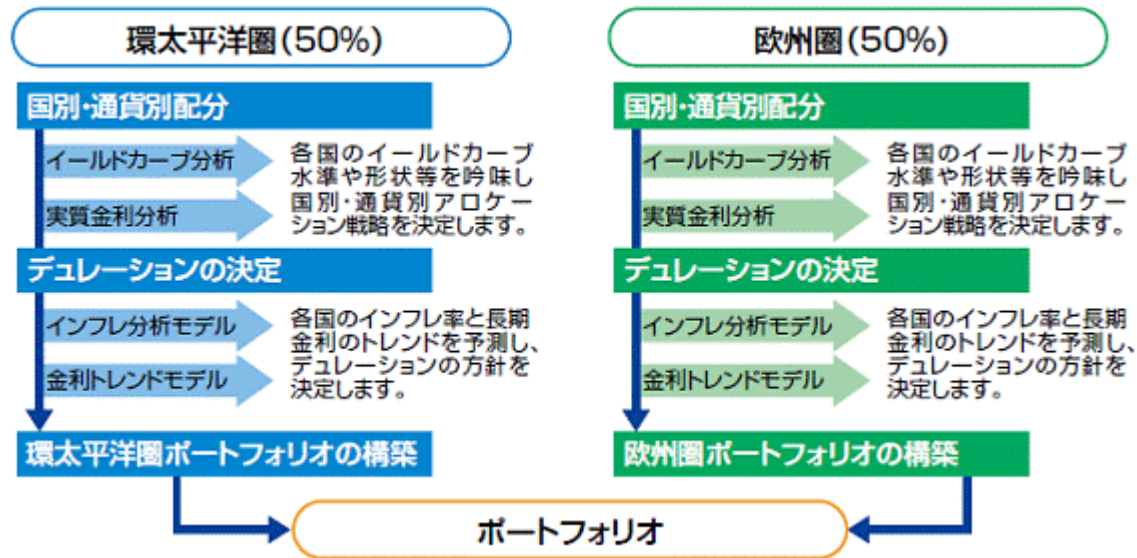 環太平洋圏(50%)
国別・通貨別配分
イールドカーブ分析
実質金利分析
各国のイールドカーブ
水準や形状等を吟味し
国別・通貨別アロケー
ション戦略を決定します。
デュレーションの決定
インフレ分析モデル
金利トレンドモデル
各国のインフレ率と長期
金利のトレンドを予測し、
デュレーションの方針を
決定します。
環太平洋圏ポートフォリオの構築
欧州圏(50%)
国別・通貨別配分
イールドカーブ分析
実質金利分析
各国のイールドカーブ
水準や形状等を吟味し
国別・通貨別アロケー
ション戦略を決定します。
デュレーションの決定
インフレ分析モデル
金利トレンドモデル
各国のインフレ率と長期
金利のトレンドを予測し、
デュレーションの方針を
決定します。
欧州圏ポートフォリオの構築
ポートフォリオ